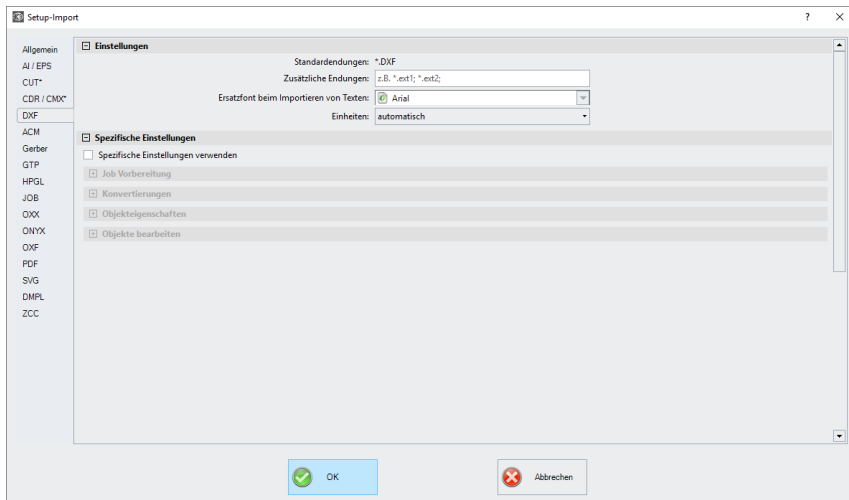 Setup-Import
Allgemein
AI / EPS
CUT*
CDR / CMX*
DXF
ACM
Gerber
GTP
HPGL
JOB
OXX
ONYX
OXF
PDF
SVG
DMPL
ZCC
Einstellungen
Standardendungen: *.DXF
Zusätzliche Endungen: z.B. *.ext1; *.ext2;
Ersatzfont beim Importieren von Texten: Arial
Einheiten: automatisch
Spezifische Einstellungen
Spezifische Einstellungen verwenden
Job Vorbereitung
Konvertierungen
Objekteigenschaften
Objekte bearbeiten
OK
Abbrechen